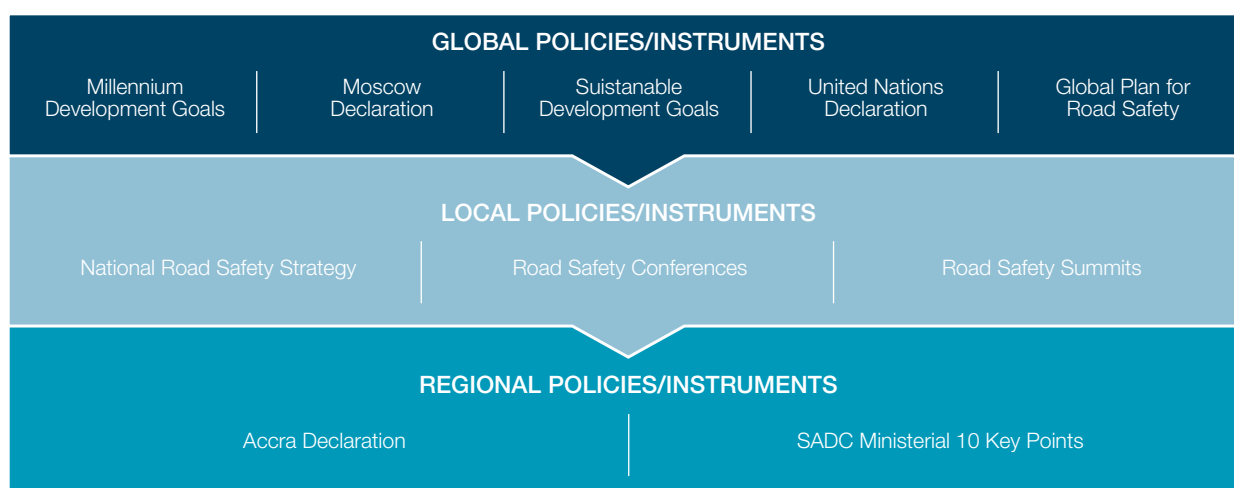 GLOBAL POLICIES/INSTRUMENTS
Millennium
Development Goals
Moscow
Declaration
Suistanable
Development Goals
United Nations
Declaration
Global Plan for
Road Safety
LOCAL POLICIES/INSTRUMENTS
National Road Safety Strategy
Road Safety Conferences
Road Safety Summits
REGIONAL POLICIES/INSTRUMENTS
Accra Declaration
SADC Ministerial 10 Key Points